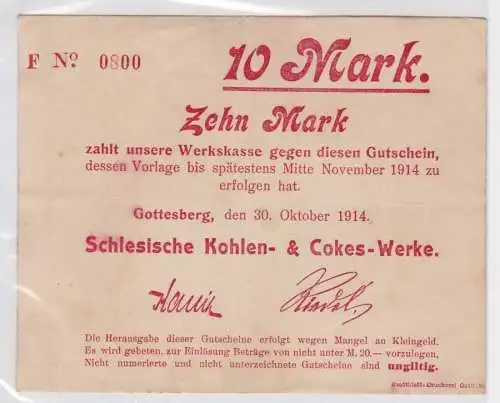 F Nº 0800
10 Mark.
Zehn Mark
zahlt unsere Werkskasse gegen diesen Gutschein,
dessen Vorlage bis spätestens Mitte November 1914 zu
erfolgen hat.
Gottesberg, den 30. Oktober 1914.
Schlesische Kohlen- & Cokes-Werke.
Die Herausgabe dieser Gutscheine erfolgt wegen Mangel an Kleingeld.
Es wird gebeten, zur Einlösung Beträge von nicht unter M. 20.— vorzulegen,
Nicht numerierte und nicht unterzeichnete Gutscheine sind ungiltig.